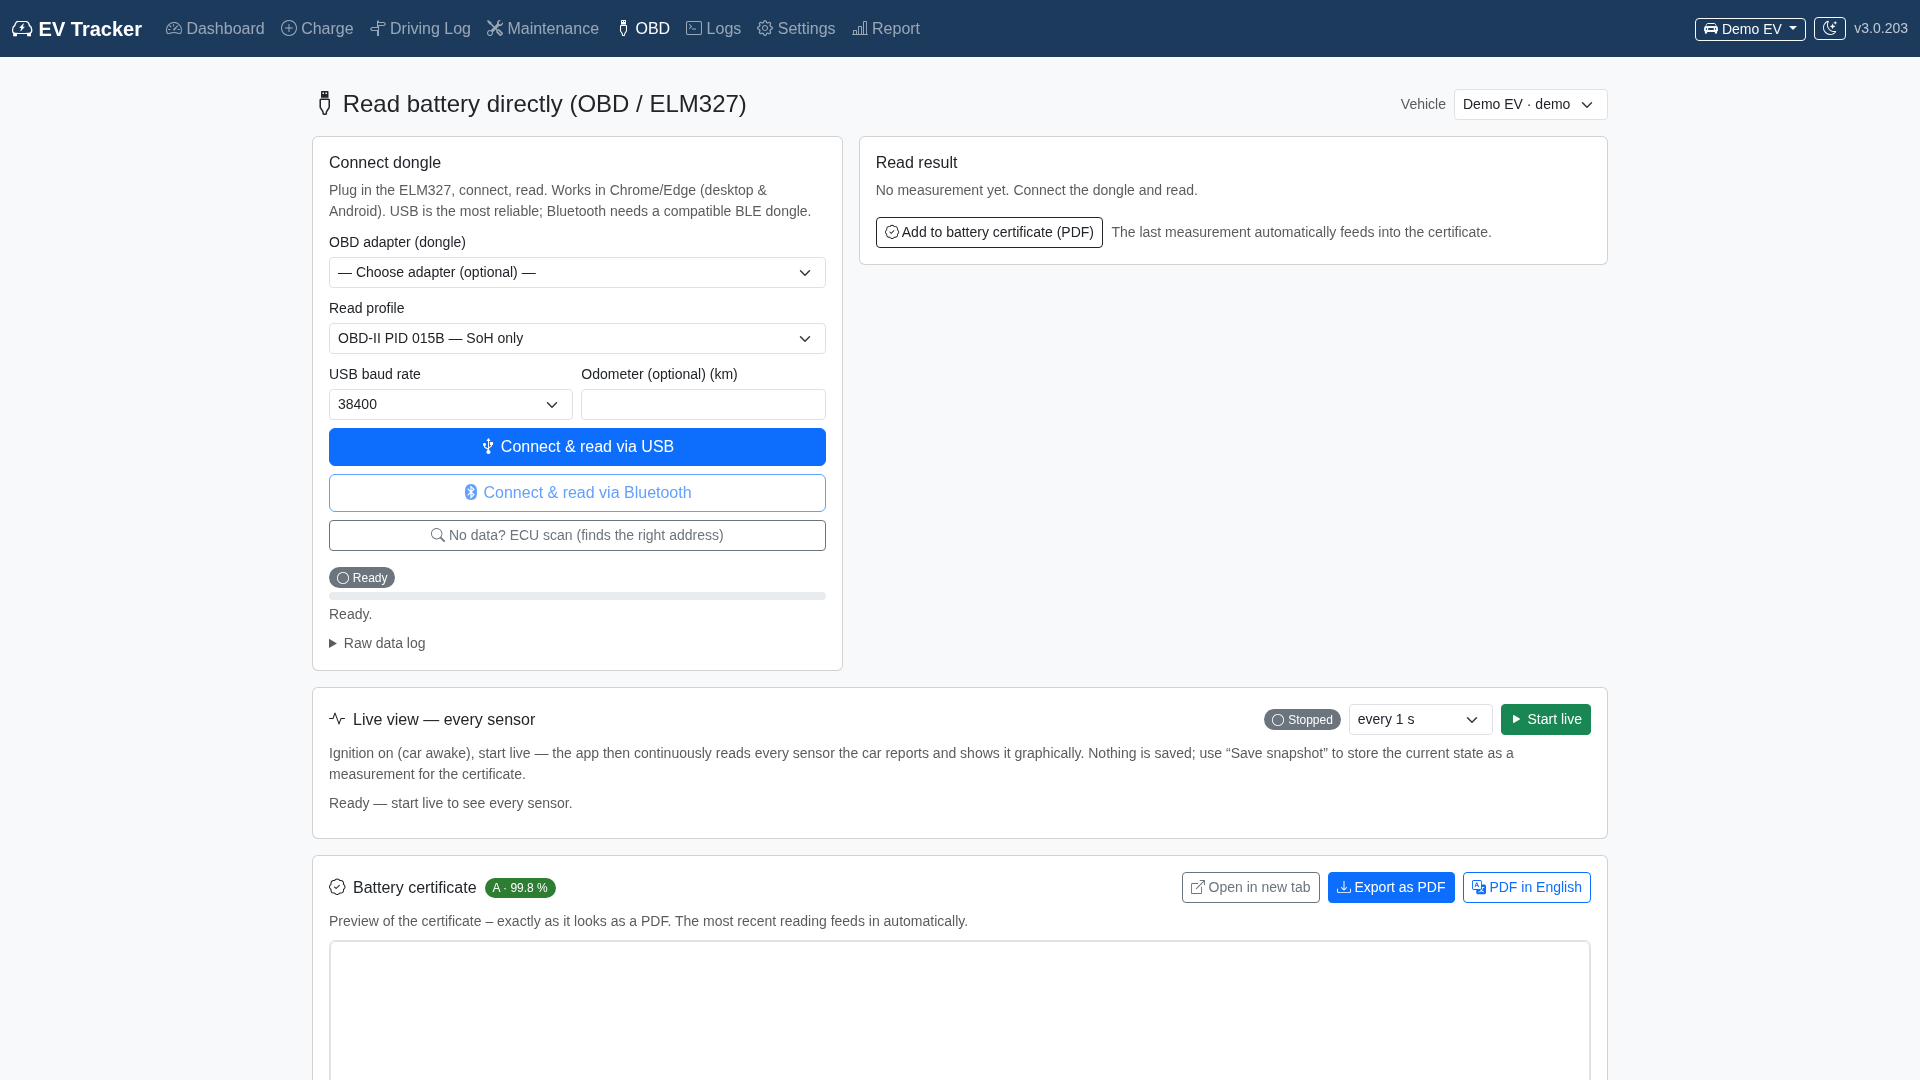 EV Tracker
Dashboard
Charge
Driving Log
Maintenance
OBD
Logs
Settings
Report
Demo EV
v3.0.203
Read battery directly (OBD / ELM327)
Vehicle
Demo EV · demo
Connect dongle
Plug in the ELM327, connect, read. Works in Chrome/Edge (desktop &
Android). USB is the most reliable; Bluetooth needs a compatible BLE dongle.
OBD adapter (dongle)
— Choose adapter (optional) —
Read profile
OBD-II PID 015B — SoH only
USB baud rate
Odometer (optional) (km)
38400
Connect & read via USB
Connect & read via Bluetooth
No data? ECU scan (finds the right address)
Ready
Ready.
Raw data log
Read result
No measurement yet. Connect the dongle and read.
Add to battery certificate (PDF)
The last measurement automatically feeds into the certificate.
Live view — every sensor
Stopped
every 1 s
Start live
Ignition on (car awake), start live — the app then continuously reads every sensor the car reports and shows it graphically. Nothing is saved; use “Save snapshot” to store the current state as a
measurement for the certificate.
Ready — start live to see every sensor.
Battery certificate
A · 99.8 %
Open in new tab
Export as PDF
PDF in English
Preview of the certificate – exactly as it looks as a PDF. The most recent reading feeds in automatically.